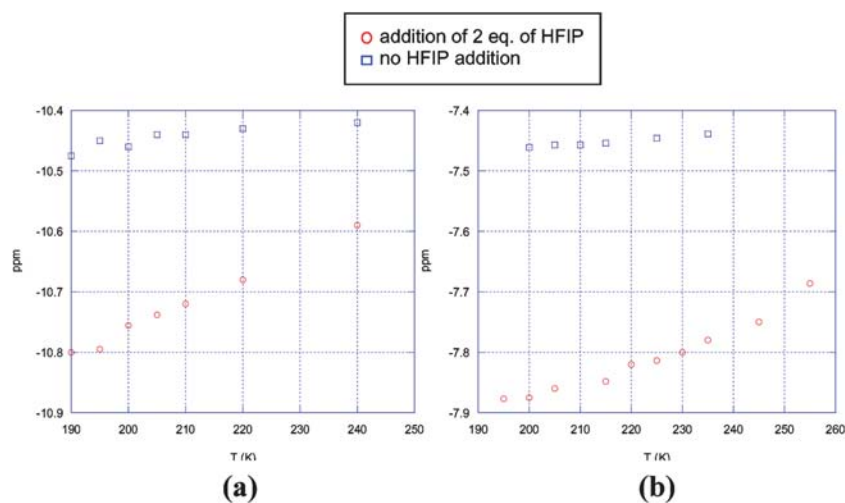 addition of 2 eq. of HFIP
no HFIP addition
-10.4
-10.5
-10.6
-10.7
-10.8
-10.9
ppm
190 200 210 220 230 240 250
T (K)
(a)
-7.4
-7.5
-7.6
-7.7
-7.8
-7.9
ppm
190 200 210 220 230 240 250 260
T (K)
(b)